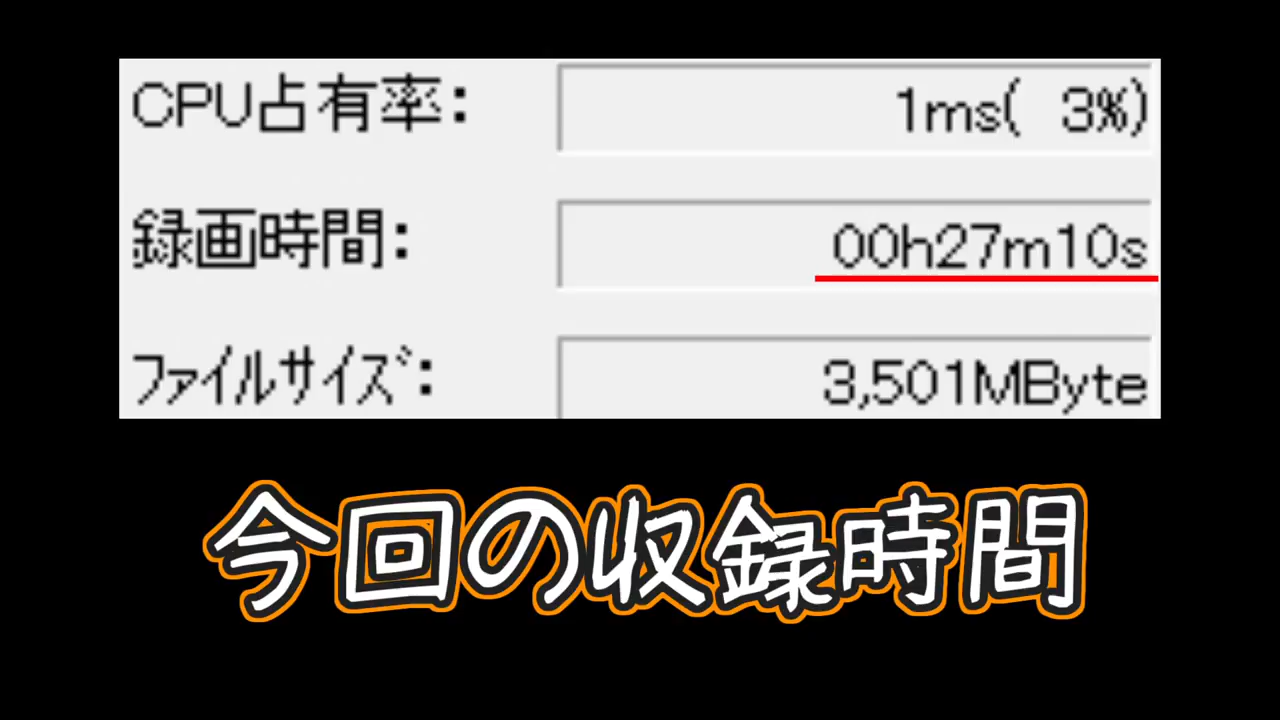 CPU占有率: 1ms( 3%)
録画時間: 00h27m10s
ファイルサイズ: 3,501MByte
今回の収録時間